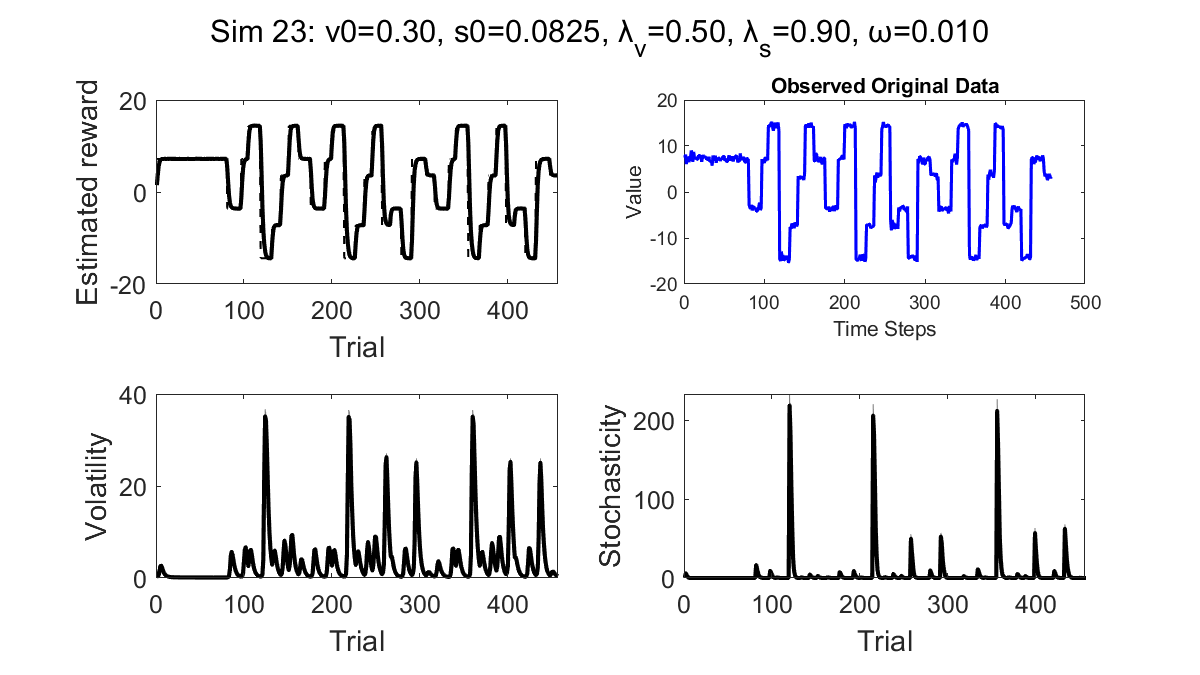 Sim 23: v0=0.30, s0=0.0825, λv=0.50, λs=0.90, ω=0.010
Estimated reward
20
0
-20
0 100 200 300 400
Trial
Observed Original Data
Value
20
10
0
-10
-20
0 100 200 300 400 500
Time Steps
Volatility
40
20
0
0 100 200 300 400
Trial
Stochasticity
200
100
0
0 100 200 300 400
Trial